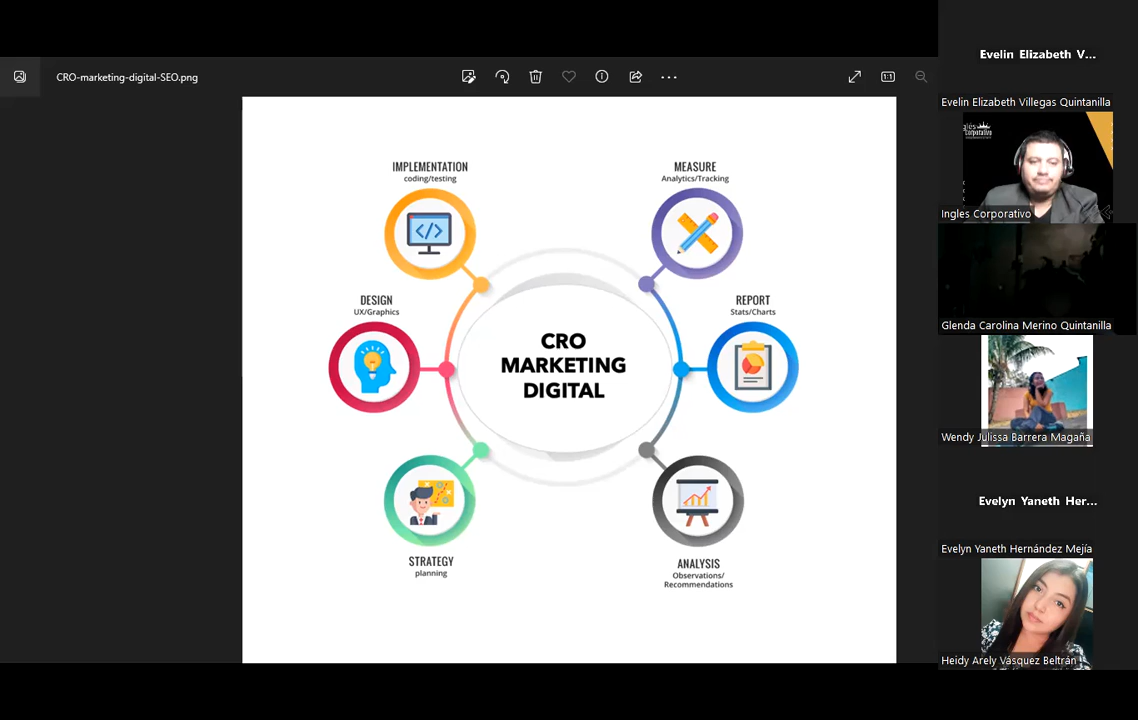 CRO-marketing-digital-SEO.png
IMPLEMENTATION
coding/testing
MEASURE
Analytics/Tracking
DESIGN
UX/Graphics
REPORT
Stats/Charts
CRO
MARKETING
DIGITAL
STRATEGY
planning
ANALYSIS
Observations/
Recommendations
Evelin Elizabeth V...
Evelin Elizabeth Villegas Quintanilla
corporativo
Ingles Corporativo
Glenda Carolina Merino Quintanilla
Wendy Julissa Barrera Magaña
Evelyn Yaneth Her...
Evelyn Yaneth Hernández Mejía
Heidy Arely Vásquez Beltrán